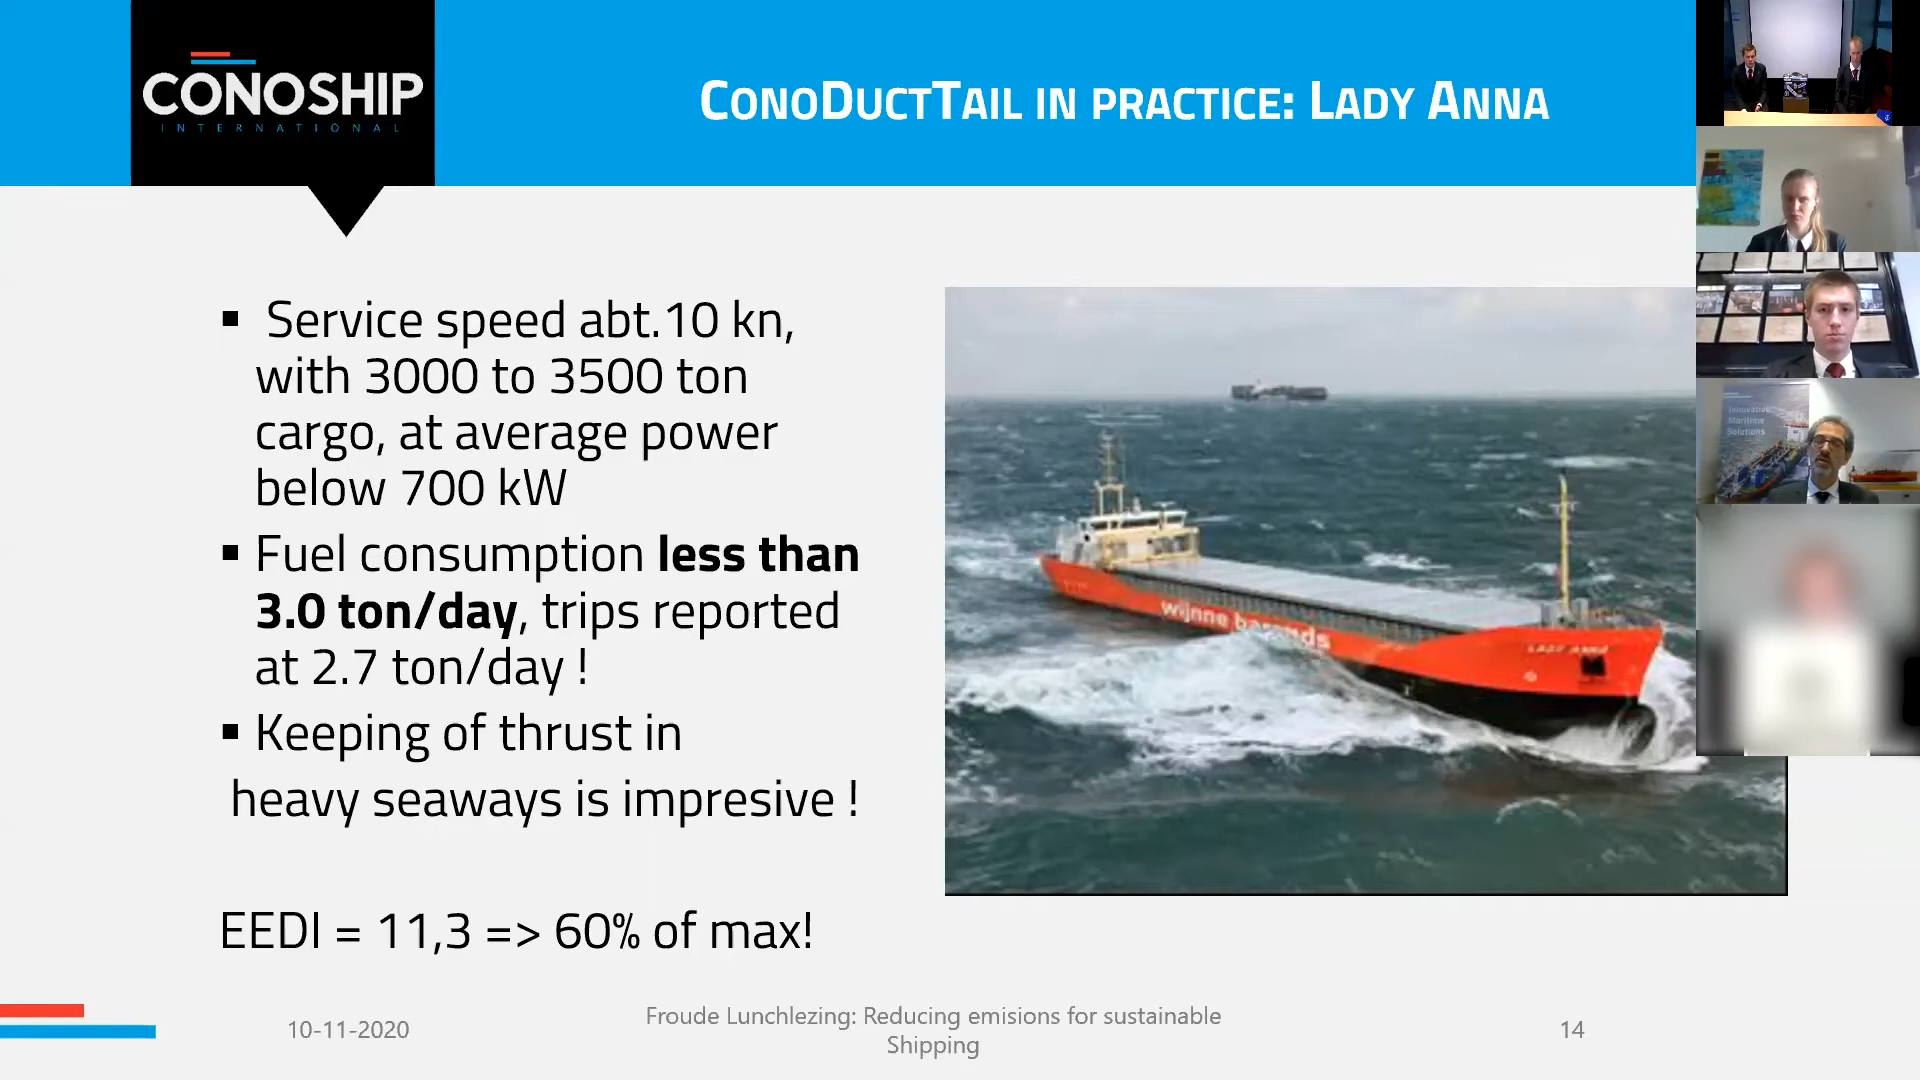 CONOSHIP
INTERNATIONAL
CONODUCTTAIL IN PRACTICE: LADY ANNA
▪ Service speed abt.10 kn,
with 3000 to 3500 ton
cargo, at average power
below 700 kW
▪ Fuel consumption less than
3.0 ton/day, trips reported
at 2.7 ton/day !
▪ Keeping of thrust in
heavy seaways is impresive !
EEDI = 11,3 => 60% of max!
wijnne barends
LADY ANNA
Innovative
Maritime
Solutions
10-11-2020
Froude Lunchlezing: Reducing emisions for sustainable
Shipping
14